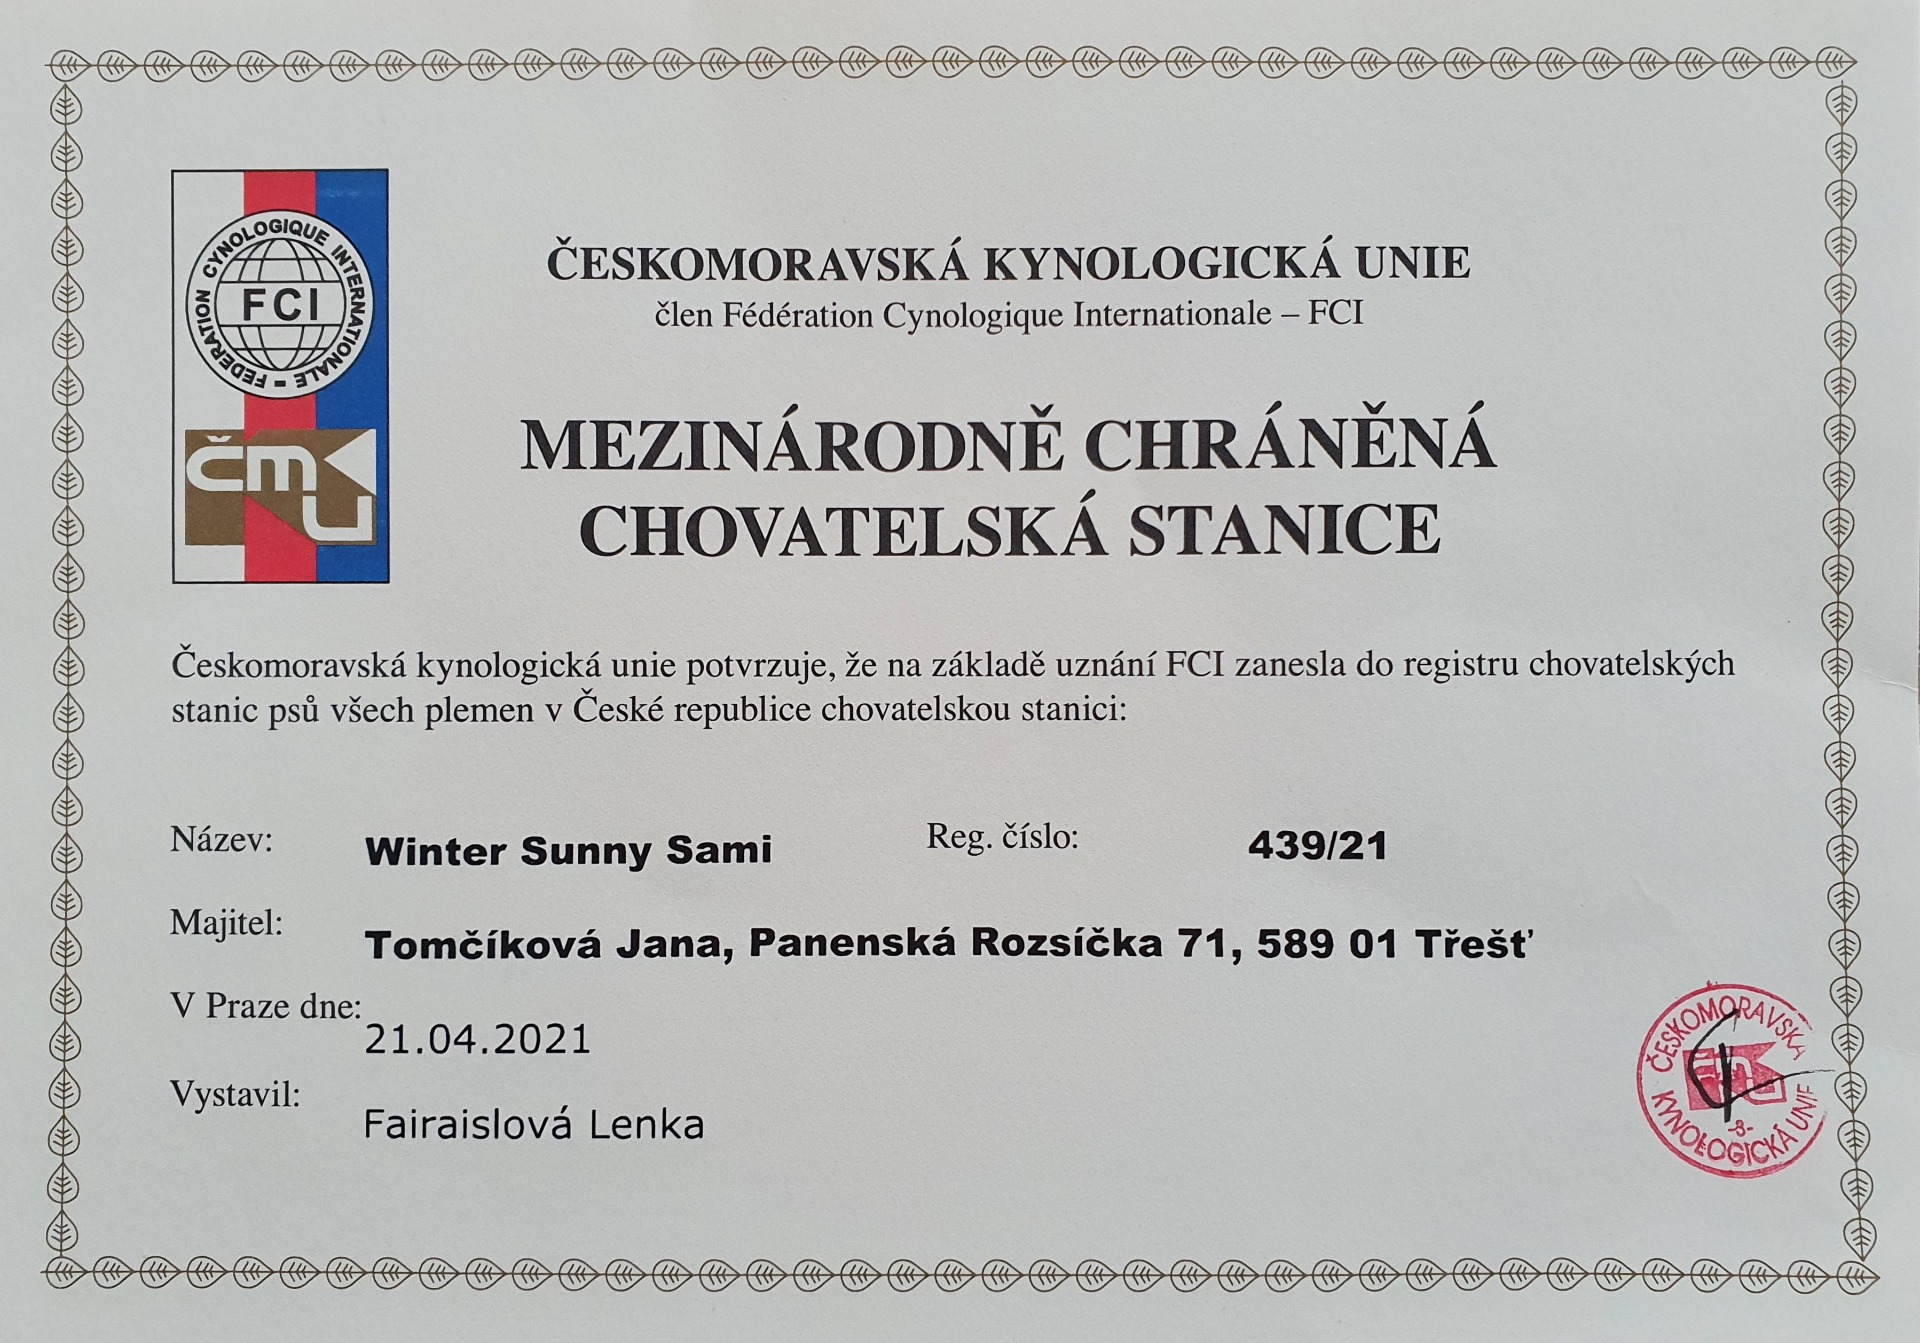 FEDERATION CYNOLOGIQUE INTERNATIONALE –
FCI
ČMKU
ČESKOMORAVSKÁ KYNOLOGICKÁ UNIE
člen Fédération Cynologique Internationale – FCI
MEZINÁRODNĚ CHRÁNĚNÁ
CHOVATELSKÁ STANICE
Českomoravská kynologická unie potvrzuje, že na základě uznání FCI zanesla do registru chovatelských
stanic psů všech plemen v České republice chovatelskou stanici:
Název: Winter Sunny Sami Reg. číslo: 439/21
Majitel: Tomčíková Jana, Panenská Rozsíčka 71, 589 01 Třešť
V Praze dne: 21.04.2021
Vystavil: Fairaislová Lenka
ČESKOMORAVSKÁ
KYNOLOGICKÁ UNIE
-3-